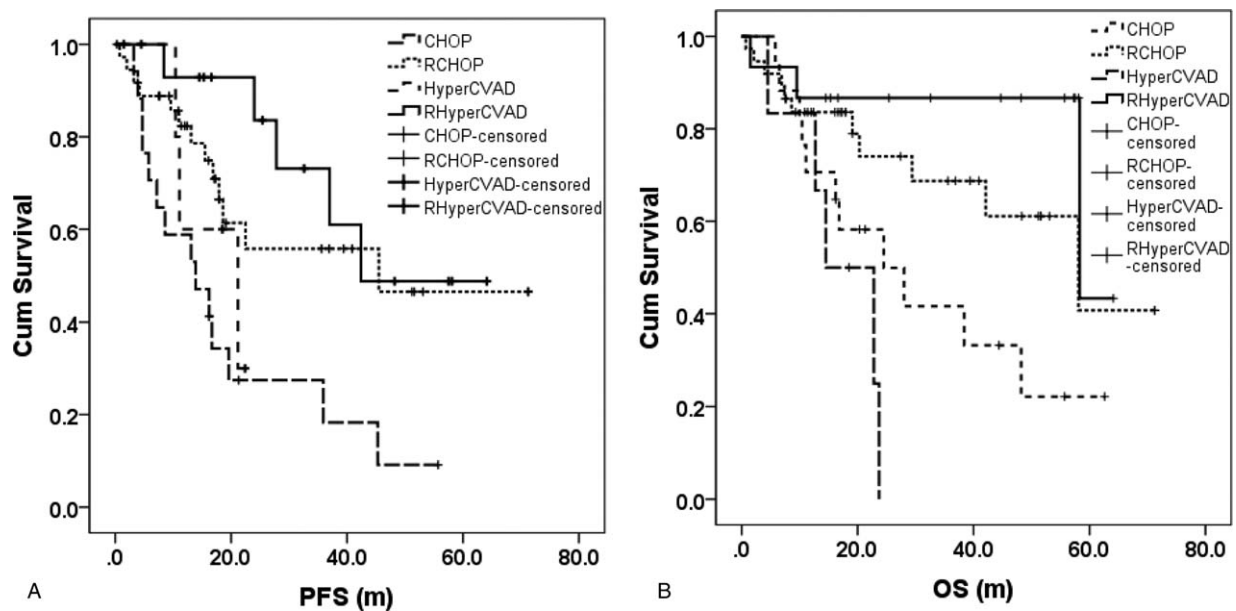 1.0
0.8
0.6
0.4
0.2
0.0
Cum Survival
.0 20.0 40.0 60.0 80.0
PFS (m)
CHOP
RCHOP
HyperCVAD
RHyperCVAD
CHOP-censored
RCHOP-censored
HyperCVAD-censored
RHyperCVAD-censored
A
1.0
0.8
0.6
0.4
0.2
0.0
Cum Survival
.0 20.0 40.0 60.0 80.0
OS (m)
CHOP
RCHOP
HyperCVAD
RHyperCVAD
CHOP-
censored
RCHOP-
censored
HyperCVAD-
censored
RHyperCVAD
-censored
B